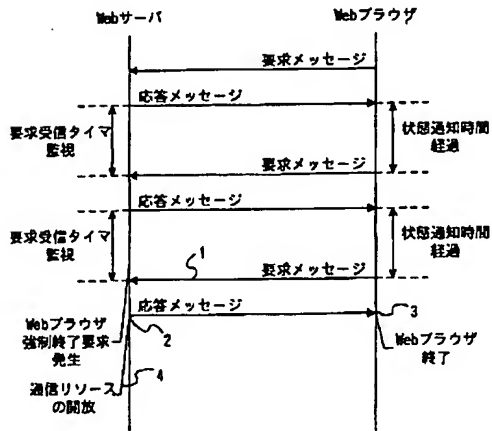 Webサーバ
Webブラウザ
要求メッセージ
応答メッセージ
要求受信タイマ
監視
状態通知時間
経過
要求メッセージ
応答メッセージ
要求受信タイマ
監視
状態通知時間
経過
1
要求メッセージ
応答メッセージ
3
Webブラウザ
強制終了要求
発生
2
Webブラウザ
終了
通信リソース
の開放
4